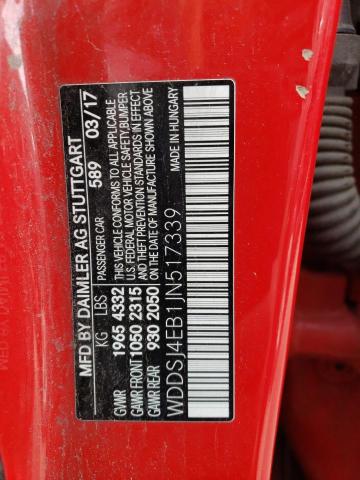 MFD BY DAIMLER AG STUTTGART
PASSENGER CAR 589 03/17
KG LBS
GVWR 1965 4332
GAWR FRONT 1050 2315
GAWR REAR 930 2050
THIS VEHICLE CONFORMS TO ALL APPLICABLE
U.S. FEDERAL MOTOR VEHICLE SAFETY BUMPER
AND THEFT PREVENTION STANDARDS IN EFFECT
ON THE DATE OF MANUFACTURE SHOWN ABOVE
MADE IN HUNGARY
WDDSJ4EB1JN517339